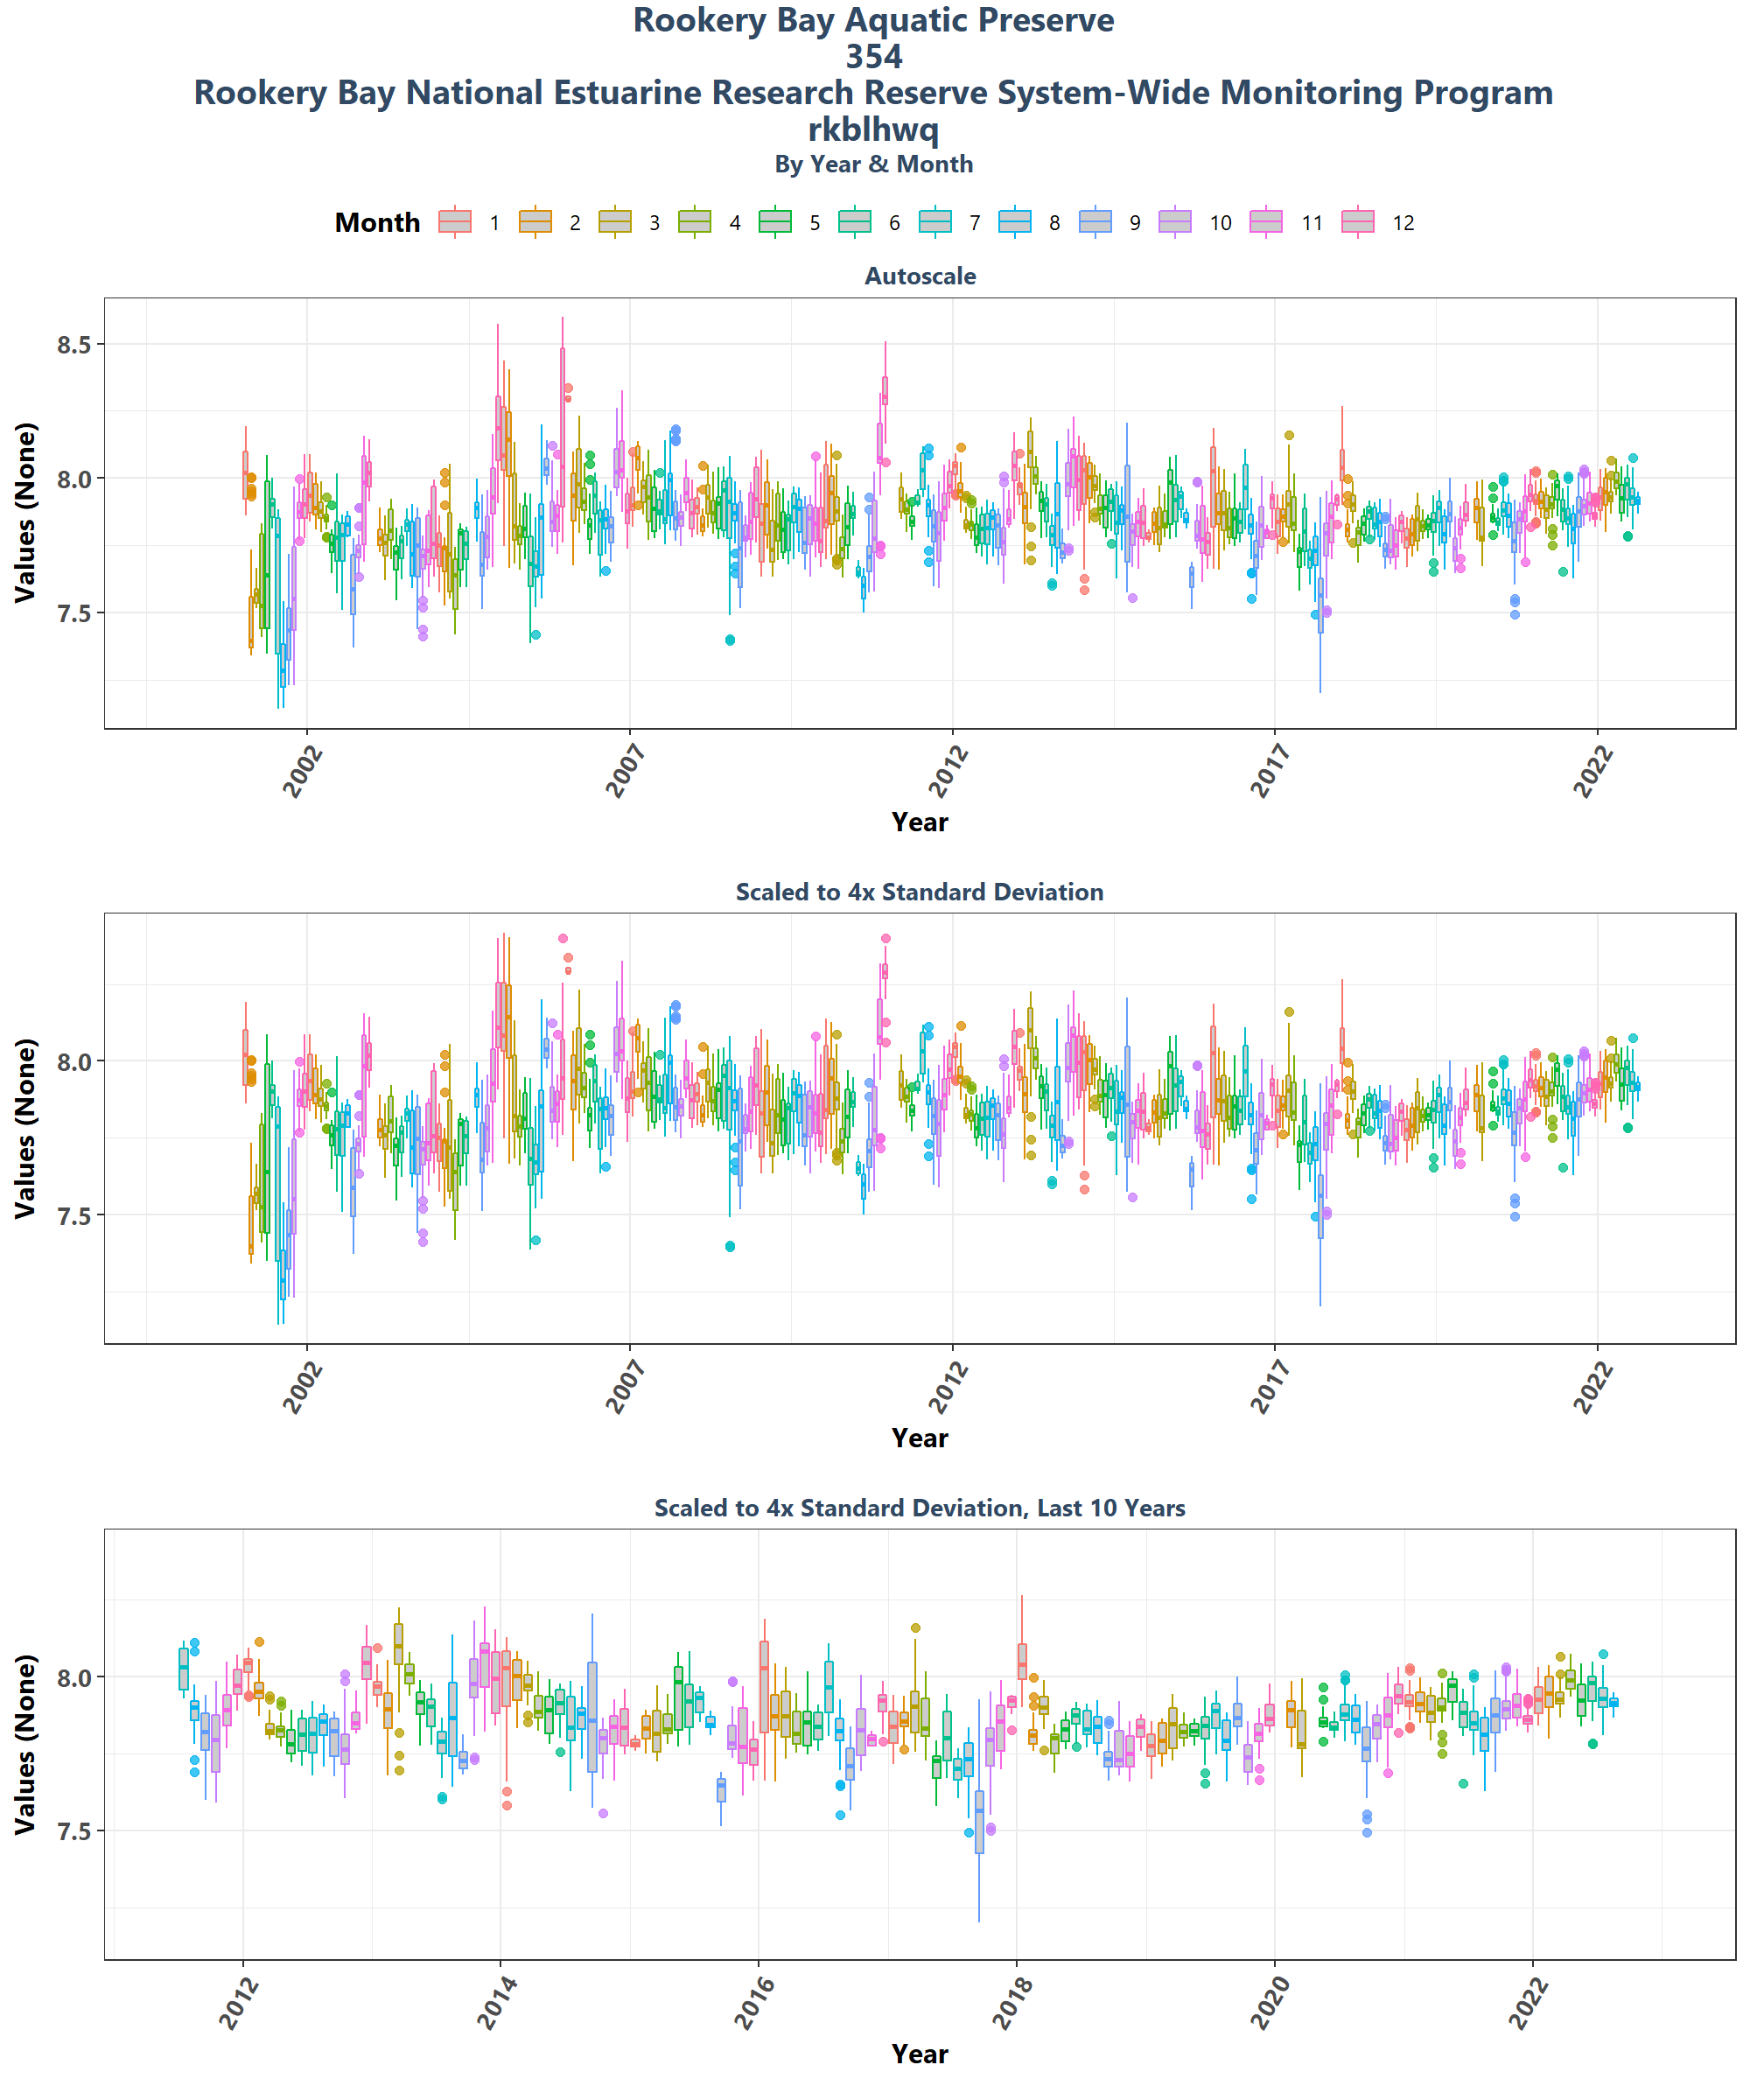 Rookery Bay Aquatic Preserve
354
Rookery Bay National Estuarine Research Reserve System-Wide Monitoring Program
rkblhwq
By Year & Month
Month 1 2 3 4 5 6 7 8 9 10 11 12
Autoscale
Values (None)
8.5
8.0
7.5
2002 2007 2012 2017 2022
Year
Scaled to 4x Standard Deviation
Values (None)
8.0
7.5
2002 2007 2012 2017 2022
Year
Scaled to 4x Standard Deviation, Last 10 Years
Values (None)
8.0
7.5
2012 2014 2016 2018 2020 2022
Year